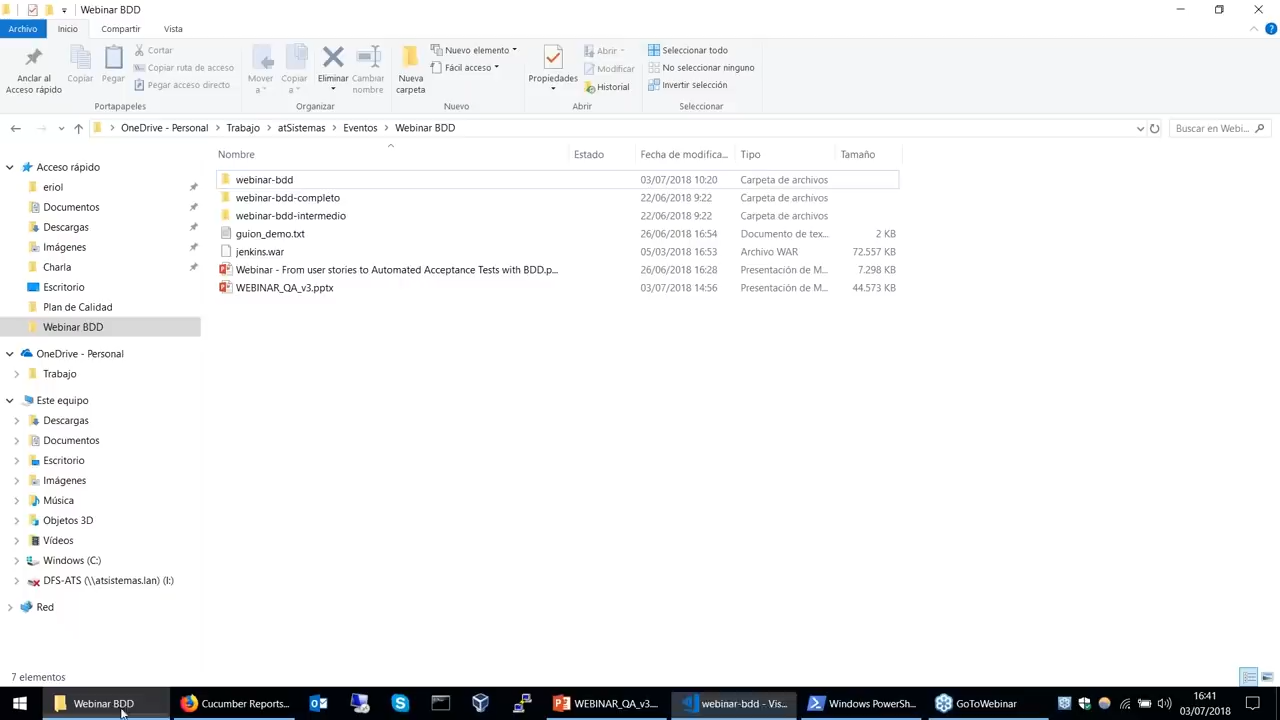 Webinar BDD
Archivo Inicio Compartir Vista
Anclar al Acceso rápido
Copiar
Pegar
Cortar
Copiar ruta de acceso
Pegar acceso directo
Portapapeles
Mover a
Copiar a
Eliminar
Cambiar nombre
Organizar
Nueva carpeta
Nuevo elemento
Fácil acceso
Nuevo
Propiedades
Abrir
Modificar
Historial
Abrir
Seleccionar todo
No seleccionar ninguno
Invertir selección
Seleccionar
OneDrive - Personal > Trabajo > atSistemas > Eventos > Webinar BDD
Buscar en Webi...
Nombre Estado Fecha de modifica... Tipo Tamaño
webinar-bdd 03/07/2018 10:20 Carpeta de archivos
webinar-bdd-completo 22/06/2018 9:22 Carpeta de archivos
webinar-bdd-intermedio 22/06/2018 9:22 Carpeta de archivos
guion_demo.txt 26/06/2018 16:54 Documento de tex... 2 KB
jenkins.war 05/03/2018 16:53 Archivo WAR 72.557 KB
Webinar - From user stories to Automated Acceptance Tests with BDD.p... 26/06/2018 16:28 Presentación de M... 7.298 KB
WEBINAR_QA_v3.pptx 03/07/2018 14:56 Presentación de M... 44.573 KB
Acceso rápido
eriol
Documentos
Descargas
Imágenes
Charla
Escritorio
Plan de Calidad
Webinar BDD
OneDrive - Personal
Trabajo
Este equipo
Descargas
Documentos
Escritorio
Imágenes
Música
Objetos 3D
Vídeos
Windows (C:)
DFS-ATS (\\atsistemas.lan) (I:)
Red
7 elementos
Webinar BDD
Cucumber Reports...
WEBINAR_QA_v3....
webinar-bdd - Vis...
Windows PowerSh...
GoToWebinar
16:41
03/07/2018